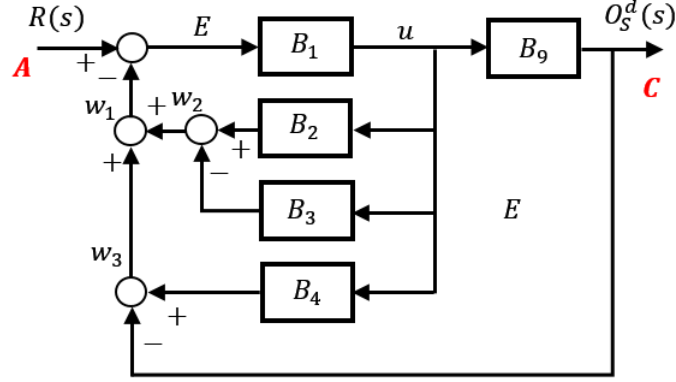 R(s) E B₁ u B₉ O_S^d(s)
+ −
A C
w₁ + w₂ + B₂
+ −
B₃ E
w₃
B₄
+
−